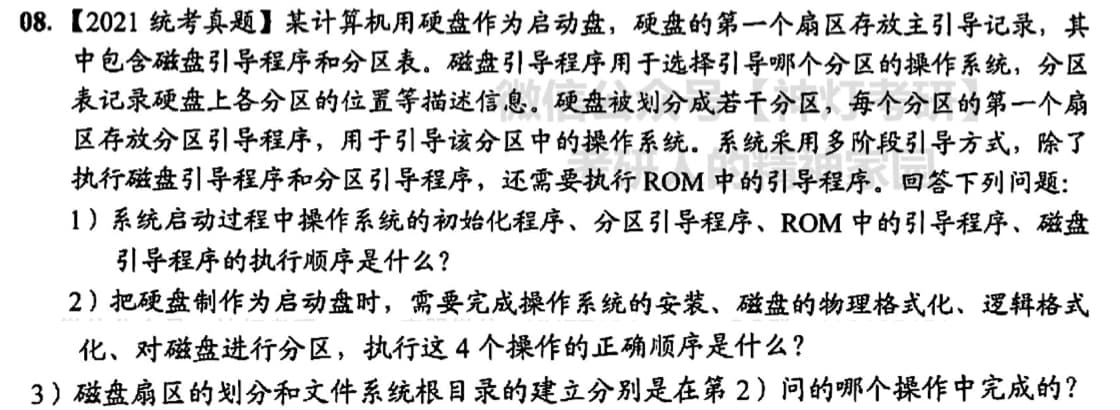 08.【2021 统考真题】某计算机用硬盘作为启动盘，硬盘的第一个扇区存放主引导记录，其
中包含磁盘引导程序和分区表。磁盘引导程序用于选择引导哪个分区的操作系统，分区
表记录硬盘上各分区的位置等描述信息。硬盘被划分成若干分区，每个分区的第一个扇
区存放分区引导程序，用于引导该分区中的操作系统。系统采用多阶段引导方式，除了
执行磁盘引导程序和分区引导程序，还需要执行 ROM 中的引导程序。回答下列问题：
1）系统启动过程中操作系统的初始化程序、分区引导程序、ROM 中的引导程序、磁盘
引导程序的执行顺序是什么？
2）把硬盘制作为启动盘时，需要完成操作系统的安装、磁盘的物理格式化、逻辑格式
化、对磁盘进行分区，执行这 4 个操作的正确顺序是什么？
3）磁盘扇区的划分和文件系统根目录的建立分别是在第 2）问的哪个操作中完成的？
微信公众号【神灯考研】
考研人的精神家园